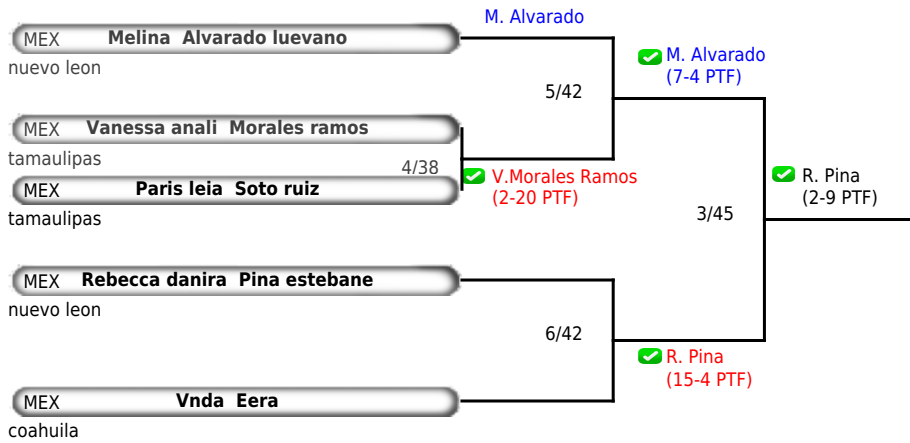 M. Alvarado
MEX Melina Alvarado luevano
nuevo leon
M. Alvarado
(7-4 PTF)
5/42
MEX Vanessa anali Morales ramos
tamaulipas
4/38
V.Morales Ramos
(2-20 PTF)
MEX Paris leia Soto ruiz
tamaulipas
R. Pina
(2-9 PTF)
3/45
MEX Rebecca danira Pina estebane
nuevo leon
6/42
R. Pina
(15-4 PTF)
MEX Vnda Eera
coahuila